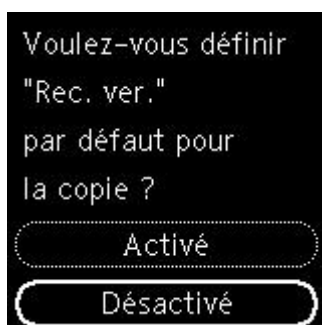 Voulez-vous définir
"Rec. ver."
par défaut pour
la copie ?
Activé
Désactivé